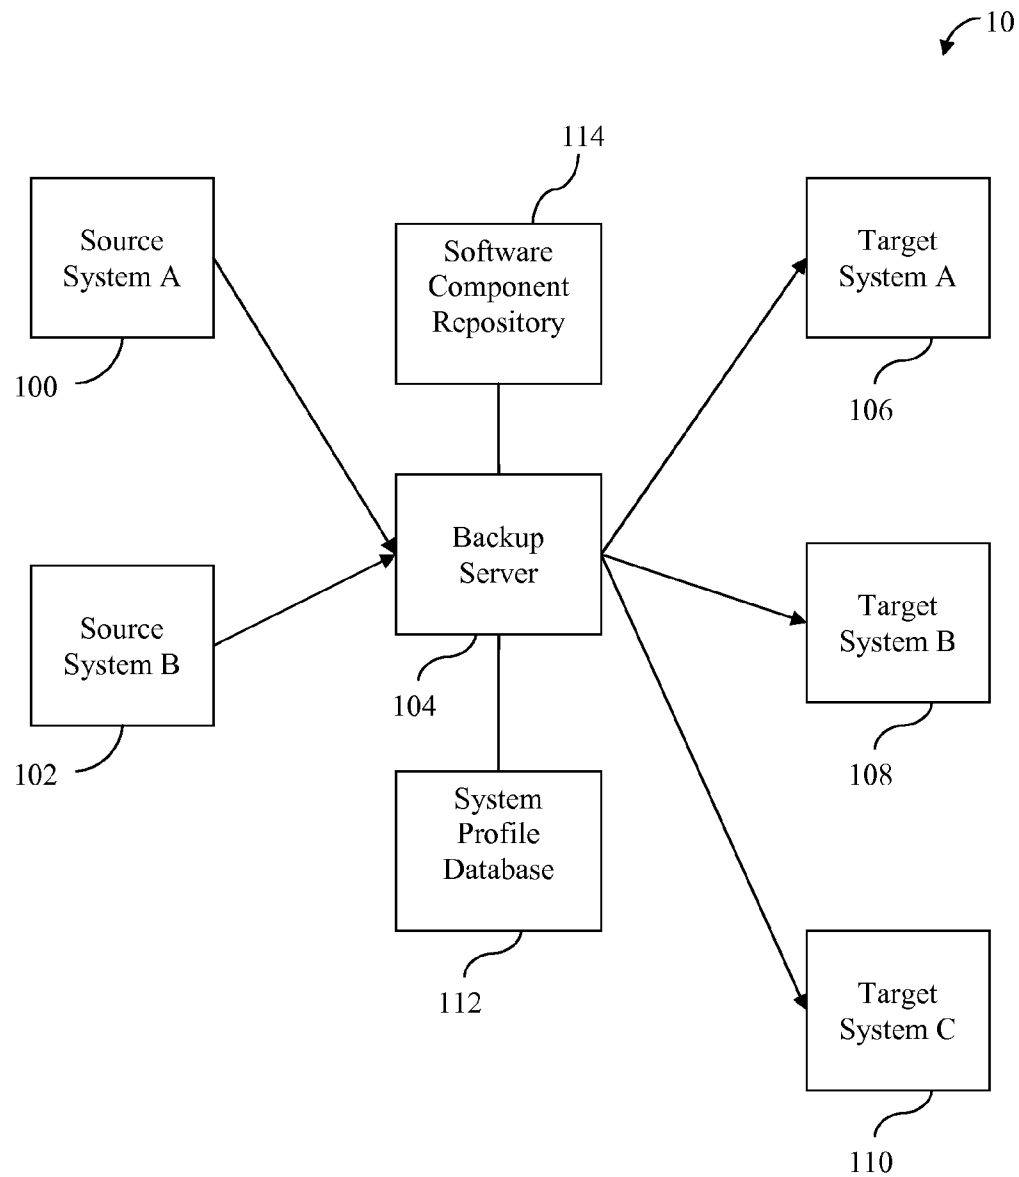 10
114
Source
System A
100
Software
Component
Repository
Target
System A
106
Backup
Server
104
Source
System B
102
Target
System B
108
System
Profile
Database
112
Target
System C
110